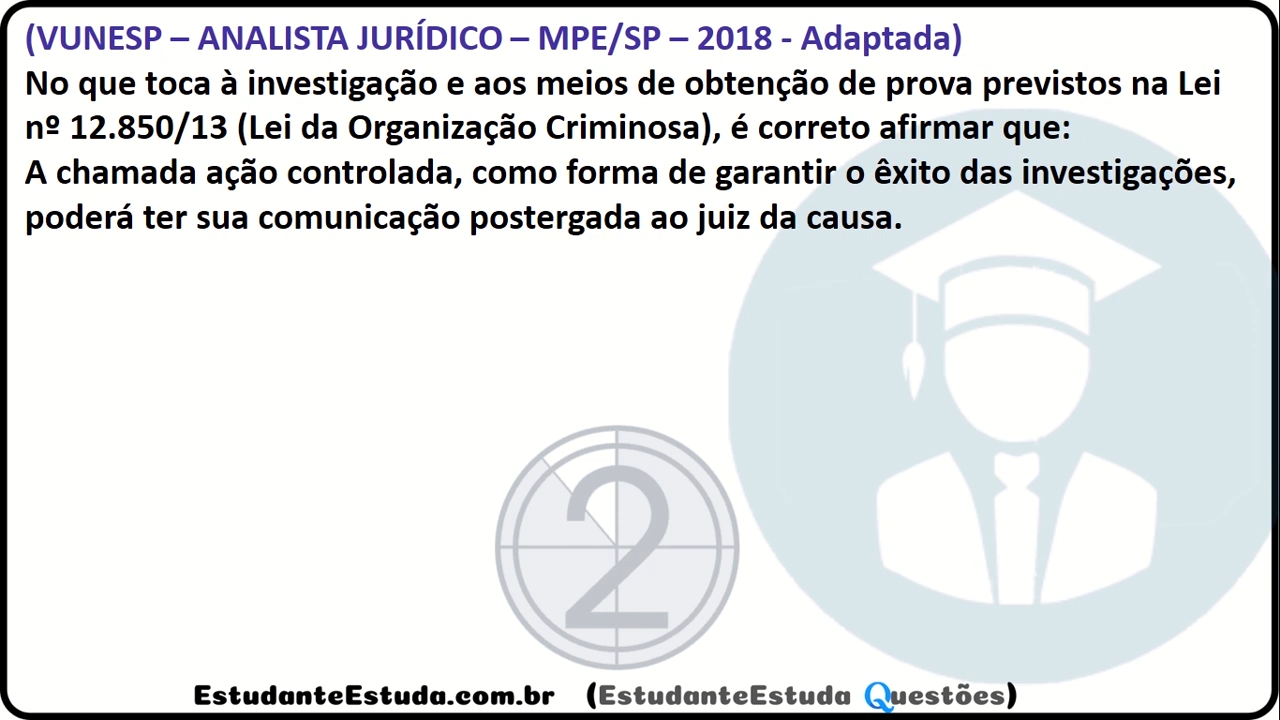 (VUNESP – ANALISTA JURÍDICO – MPE/SP – 2018 - Adaptada)
No que toca à investigação e aos meios de obtenção de prova previstos na Lei
nº 12.850/13 (Lei da Organização Criminosa), é correto afirmar que:
A chamada ação controlada, como forma de garantir o êxito das investigações,
poderá ter sua comunicação postergada ao juiz da causa.
2
EstudanteEstuda.com.br (EstudanteEstuda Questões)